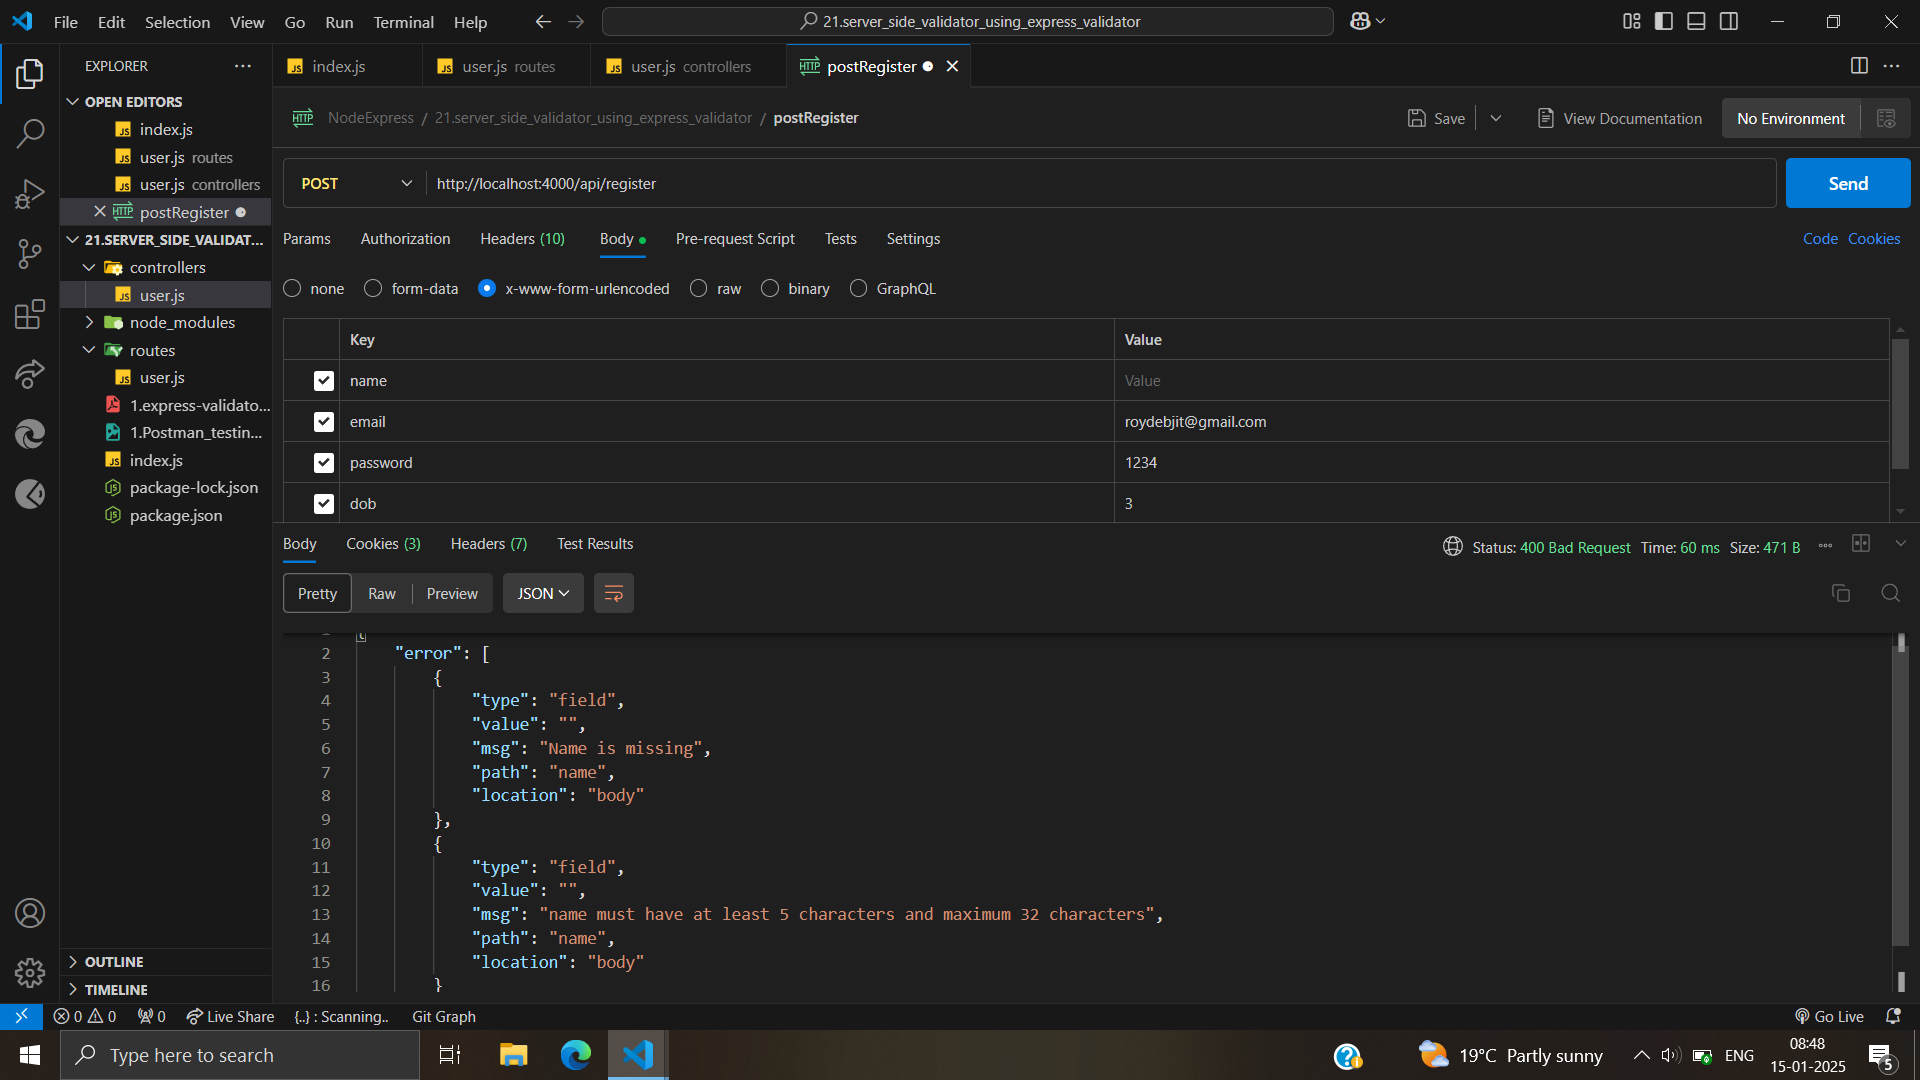 File Edit Selection View Go Run Terminal Help
21.server_side_validator_using_express_validator
EXPLORER
index.js
user.js routes
user.js controllers
HTTP postRegister
OPEN EDITORS
JS index.js
JS user.js routes
JS user.js controllers
HTTP postRegister
21.SERVER_SIDE_VALIDAT...
controllers
JS user.js
node_modules
routes
JS user.js
1.express-validato...
1.Postman_testin...
JS index.js
package-lock.json
package.json
OUTLINE
TIMELINE
HTTP NodeExpress / 21.server_side_validator_using_express_validator / postRegister
Save
View Documentation
No Environment
POST http://localhost:4000/api/register
Send
Params Authorization Headers (10) Body Pre-request Script Tests Settings
Code Cookies
none form-data x-www-form-urlencoded raw binary GraphQL
Key Value
name Value
email roydebjit@gmail.com
password 1234
dob 3
Body Cookies (3) Headers (7) Test Results
Status: 400 Bad Request Time: 60 ms Size: 471 B
Pretty Raw Preview JSON
2 "error": [
3 {
4 "type": "field",
5 "value": "",
6 "msg": "Name is missing",
7 "path": "name",
8 "location": "body"
9 },
10 {
11 "type": "field",
12 "value": "",
13 "msg": "name must have at least 5 characters and maximum 32 characters",
14 "path": "name",
15 "location": "body"
16 }
0 0 0 Live Share {..} : Scanning.. Git Graph
Go Live
Type here to search
19°C Partly sunny
ENG
08:48
15-01-2025
5